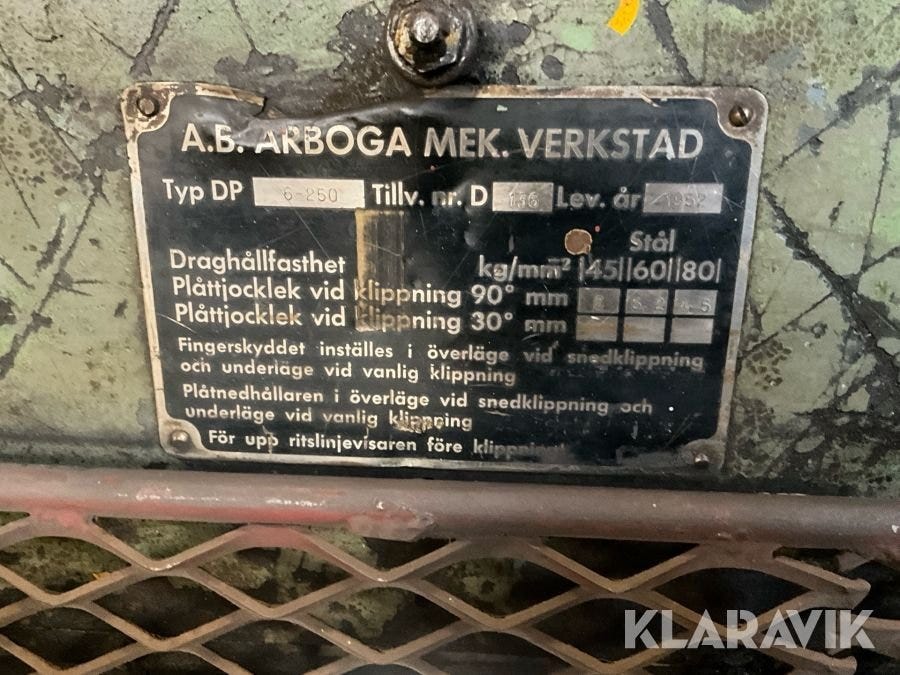 A.B. ARBOGA MEK. VERKSTAD
Typ DP 6-250 Tillv. nr. D 136 Lev. år 1952
Stål
Draghållfasthet kg/mm² |45||60||80|
Plåttjocklek vid klippning 90° mm
Plåttjocklek vid klippning 30° mm
Fingerskyddet inställes i överläge vid snedklippning
och underläge vid vanlig klippning
Plåtnedhållaren i överläge vid snedklippning och
underläge vid vanlig klippning
För upp ritslinjevisaren före
KLARAVIK